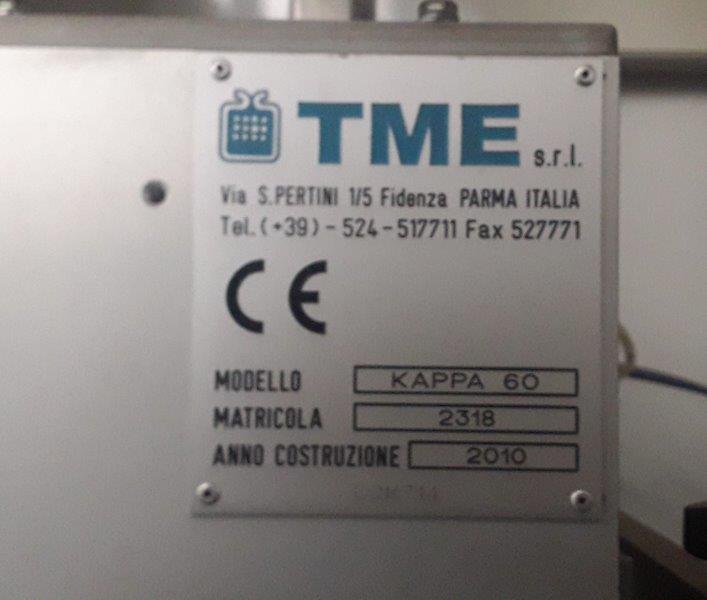 TME s.r.l.
Via S.PERTINI 1/5 Fidenza PARMA ITALIA
Tel.(+39)-524-517711 Fax 527771
CE
MODELLO KAPPA 60
MATRICOLA 2318
ANNO COSTRUZIONE 2010